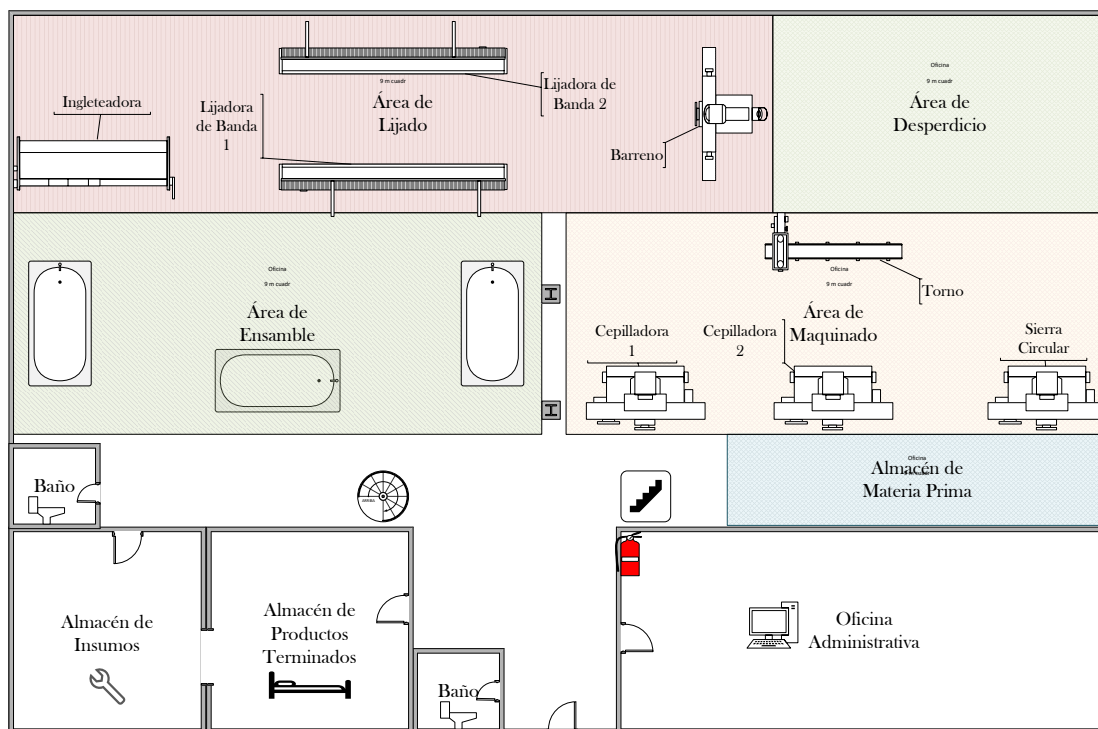 Ingleteadora
Lijadora
de Banda
1
9 m cuadr
Área de
Lijado
Lijadora de
Banda 2
Barreno
Oficina
9 m cuadr
Área de
Desperdicio
Oficina
9 m cuadr
Área de
Ensamble
Oficina
9 m cuadr
Área de
Maquinado
Torno
Cepilladora
1
Cepilladora
2
Sierra
Circular
Oficina
Almacén de
Materia Prima
Baño
ARRIBA
Almacén de
Insumos
Almacén de
Productos
Terminados
Baño
Oficina
Administrativa